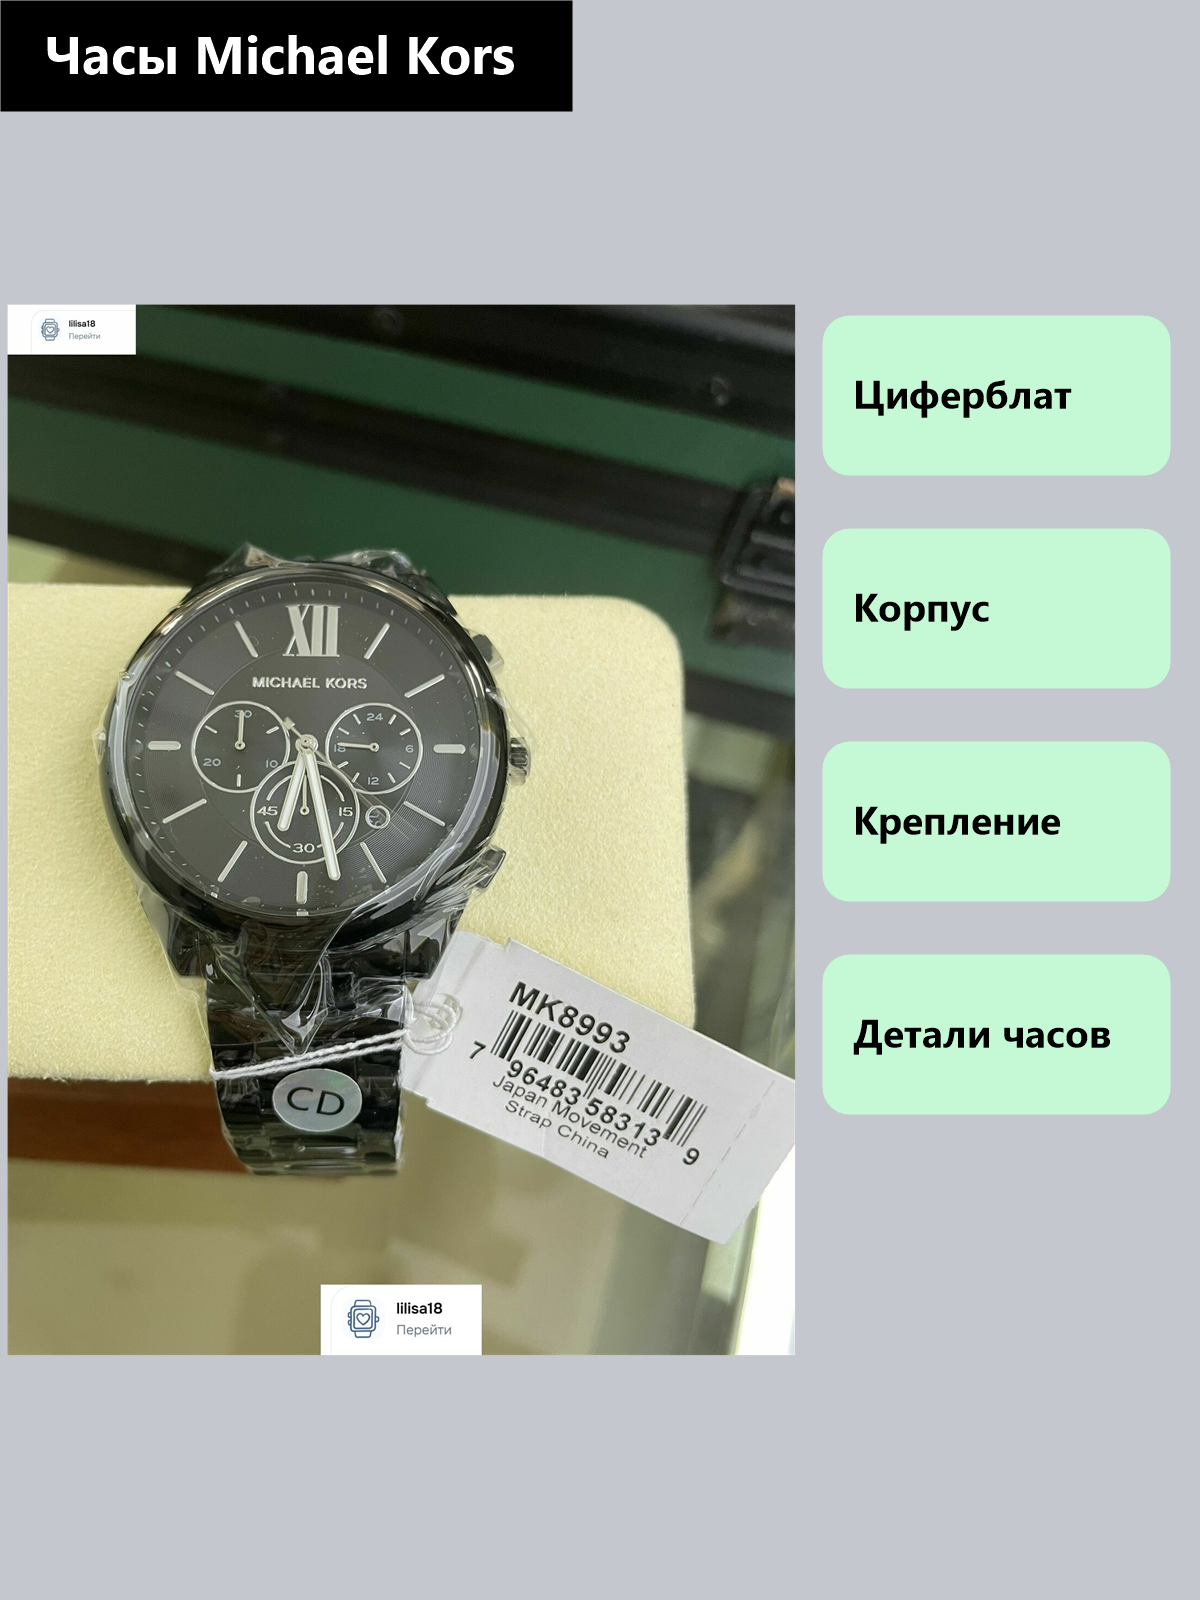 Часы Michael Kors
lilisa18
Перейти
Циферблат
Корпус
Крепление
Детали часов
XII
MICHAEL KORS
30
20
10
24
18
6
12
45
15
30
MK8993
7
96483 58313
9
Japan Movement
Strap China
CD
lilisa18
Перейти